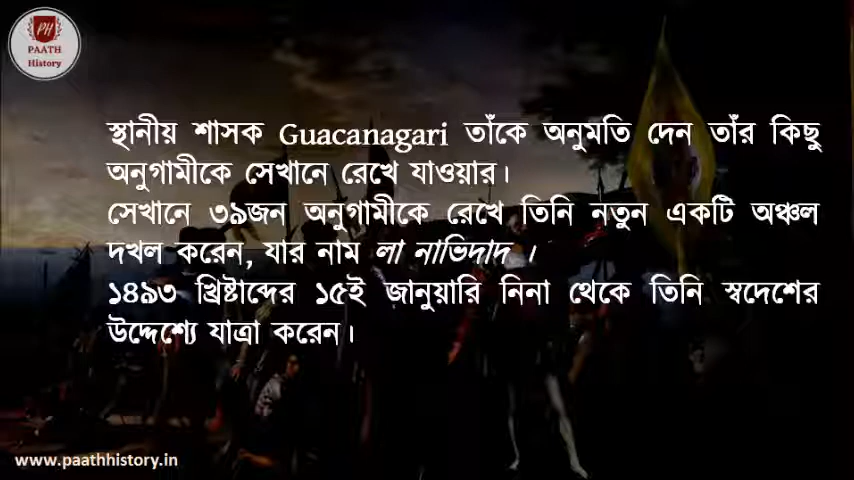 PH
PAATH
History
স্থানীয় শাসক Guacanagari তাঁকে অনুমতি দেন তাঁর কিছু
অনুগামীকে সেখানে রেখে যাওয়ার।
সেখানে ৩৯জন অনুগামীকে রেখে তিনি নতুন একটি অঞ্চল
দখল করেন, যার নাম লা নাভিদাদ ।
১৪৯৩ খ্রিষ্টাব্দের ১৫ই জানুয়ারি নিনা থেকে তিনি স্বদেশের
উদ্দেশ্যে যাত্রা করেন।
www.paathhistory.in